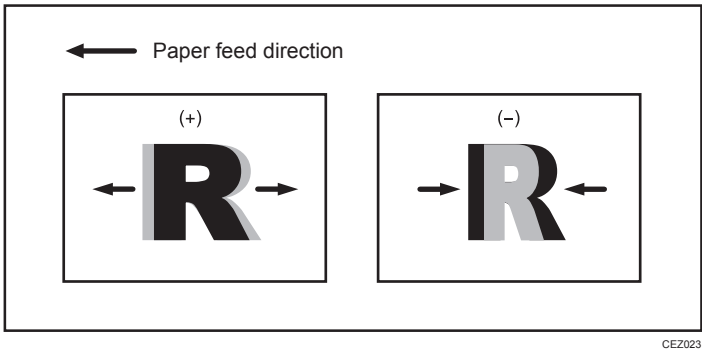 Paper feed direction
(+)
(−)
R
R
CEZ023